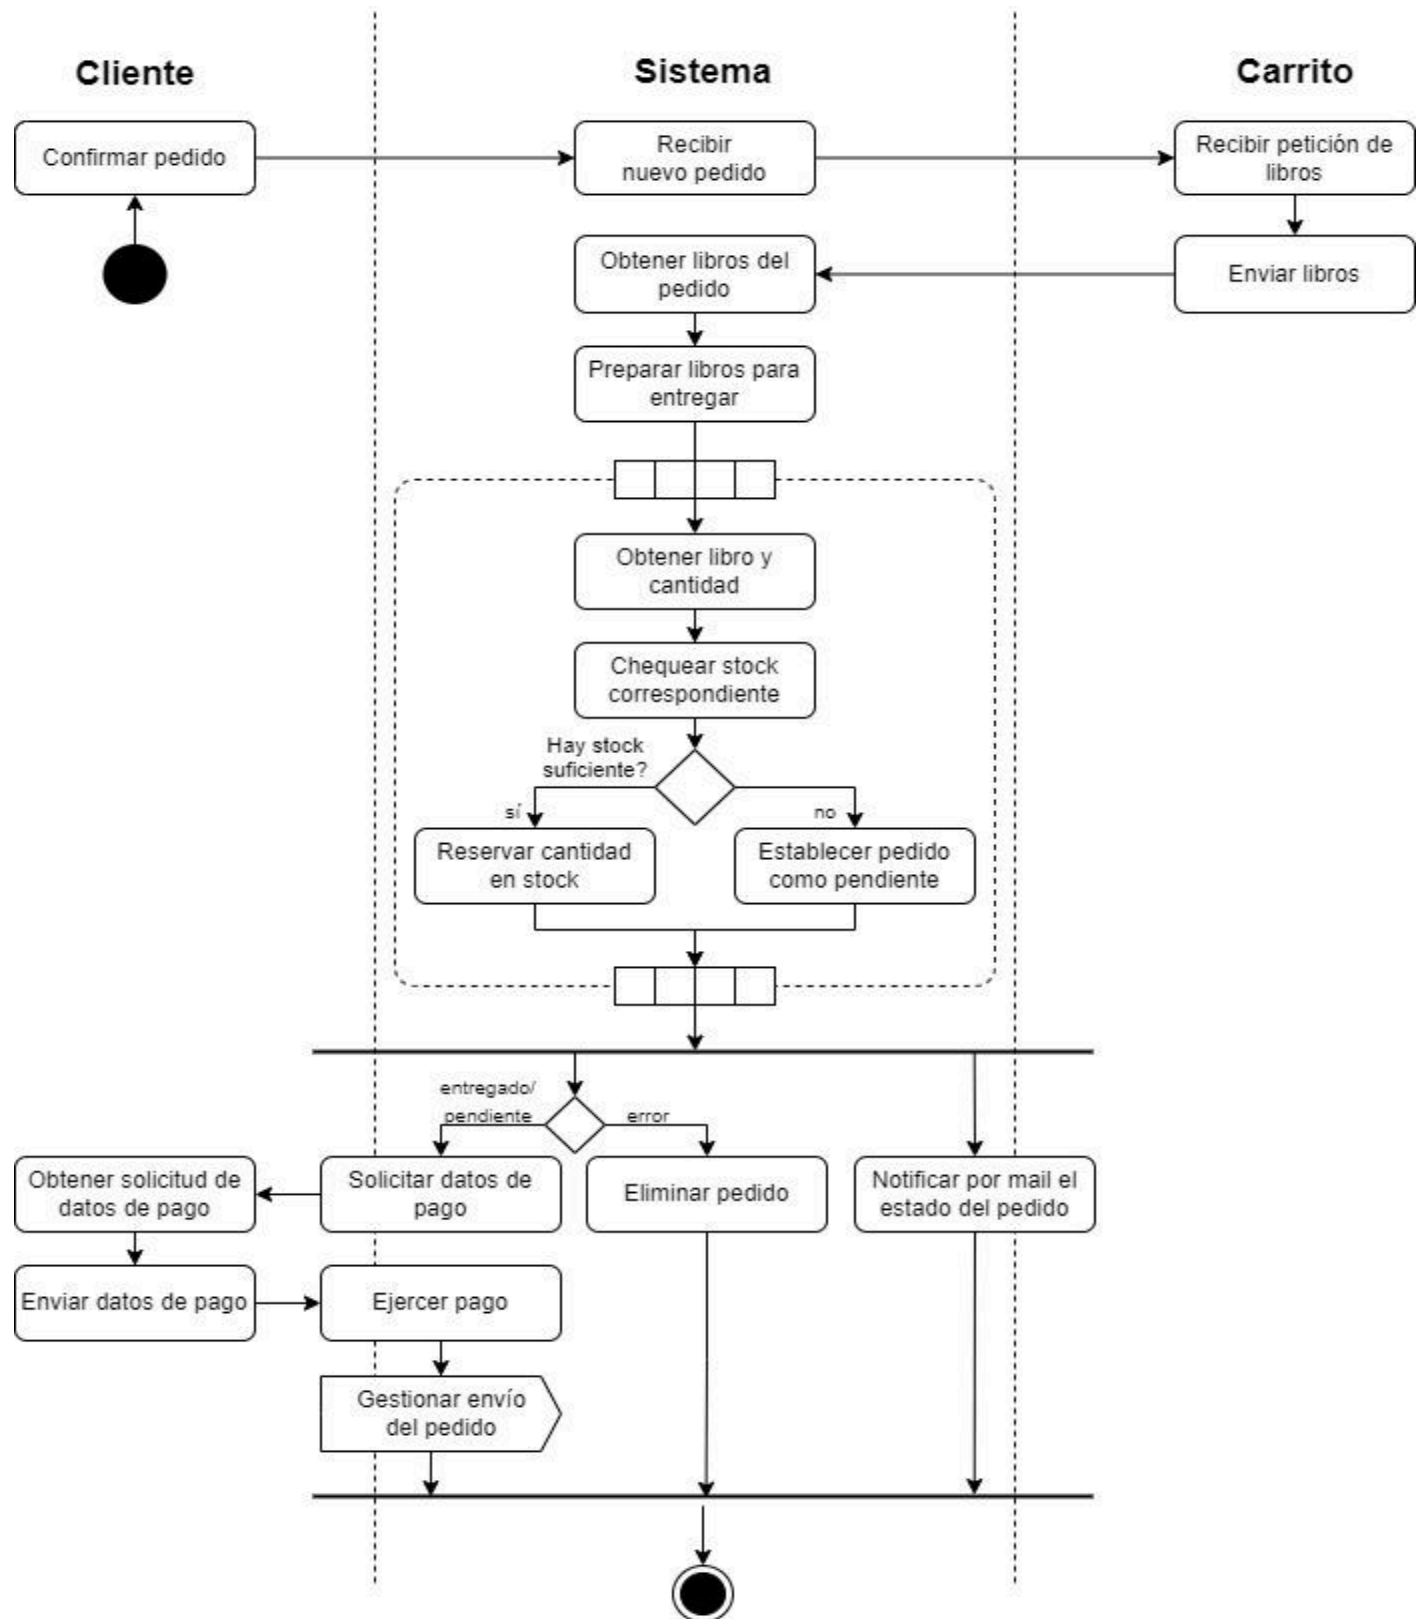 Cliente
Sistema
Carrito
Confirmar pedido
Recibir
nuevo pedido
Recibir petición de
libros
Obtener libros del
pedido
Enviar libros
Preparar libros para
entregar
Obtener libro y
cantidad
Chequear stock
correspondiente
Hay stock
suficiente?
sí
no
Reservar cantidad
en stock
Establecer pedido
como pendiente
entregado/
pendiente
error
Obtener solicitud de
datos de pago
Solicitar datos de
pago
Eliminar pedido
Notificar por mail el
estado del pedido
Enviar datos de pago
Ejercer pago
Gestionar envío
del pedido